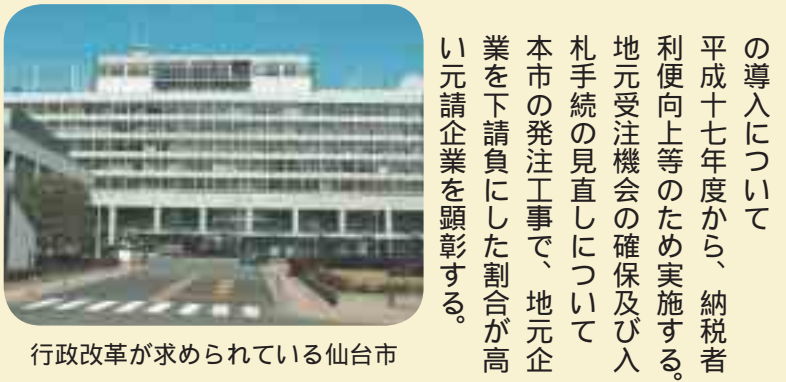 の導入について
平成十七年度から、納税者
利便向上等のため実施する。
地元受注機会の確保及び入
札手続の見直しについて
本市の発注工事で、地元企
業を下請負にした割合が高
い元請企業を顕彰する。
行政改革が求められている仙台市